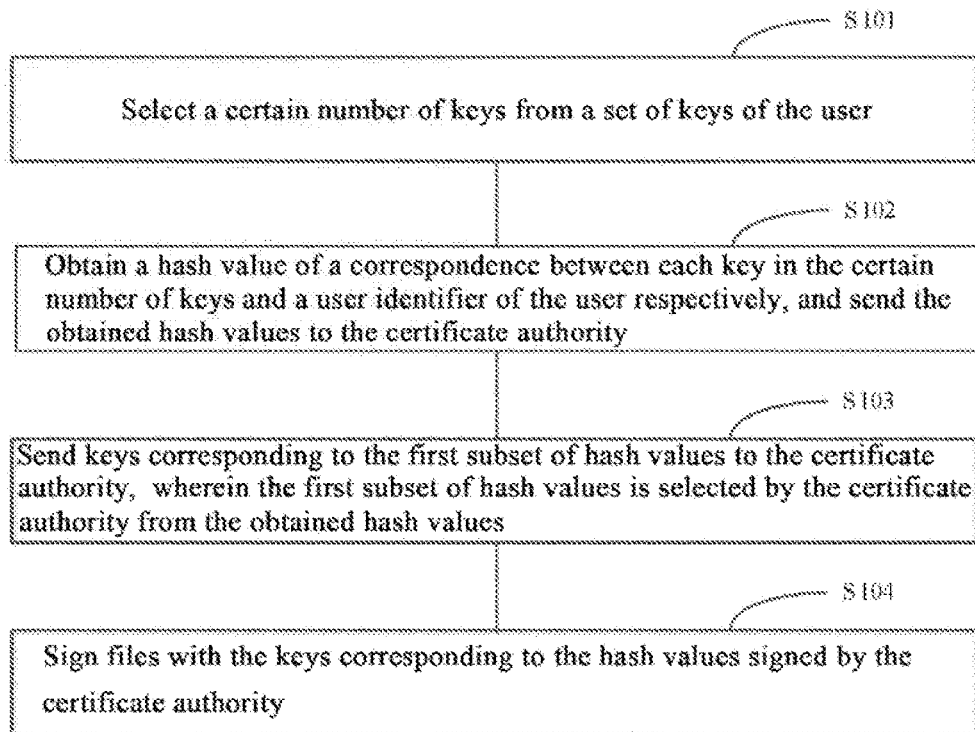 S101
Select a certain number of keys from a set of keys of the user
S102
Obtain a hash value of a correspondence between each key in the certain
number of keys and a user identifier of the user respectively, and send the
obtained hash values to the certificate authority
S103
Send keys corresponding to the first subset of hash values to the certificate
authority, wherein the first subset of hash values is selected by the certificate
authority from the obtained hash values
S104
Sign files with the keys corresponding to the hash values signed by the
certificate authority